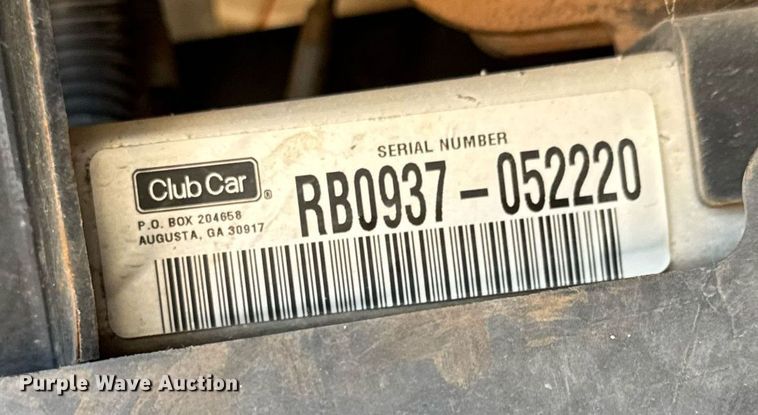 SERIAL NUMBER
Club Car®
RB0937-052220
P.O. BOX 204658
AUGUSTA, GA 30917
Purple Wave Auction